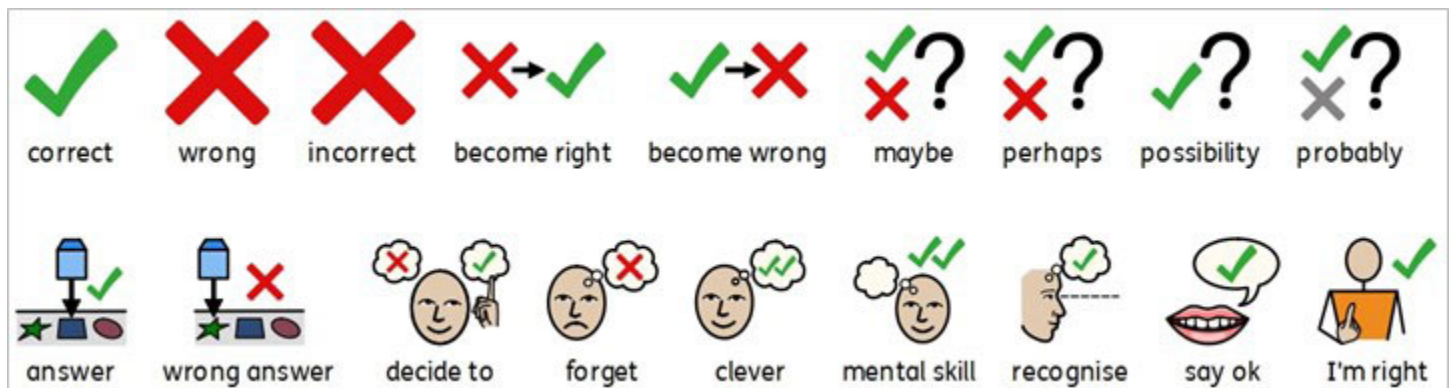 correct wrong incorrect become right become wrong maybe perhaps possibility probably
answer wrong answer decide to forget clever mental skill recognise say ok I'm right